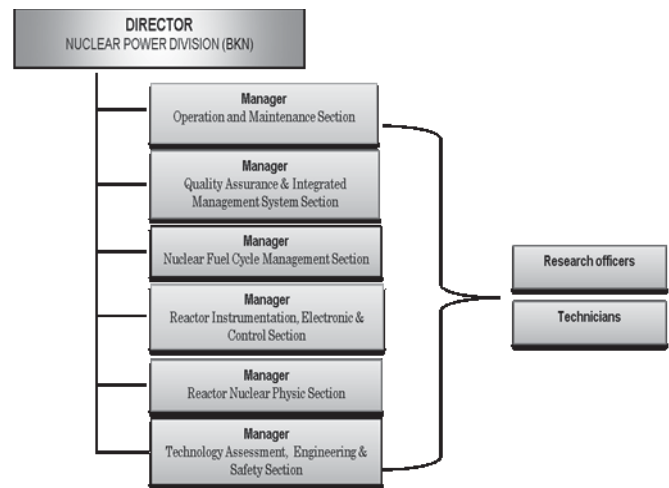 DIRECTOR
NUCLEAR POWER DIVISION (BKN)
Manager
Operation and Maintenance Section
Manager
Quality Assurance & Integrated
Management System Section
Manager
Nuclear Fuel Cycle Management Section
Manager
Reactor Instrumentation, Electronic &
Control Section
Manager
Reactor Nuclear Physic Section
Manager
Technology Assessment, Engineering &
Safety Section
Research officers
Technicians